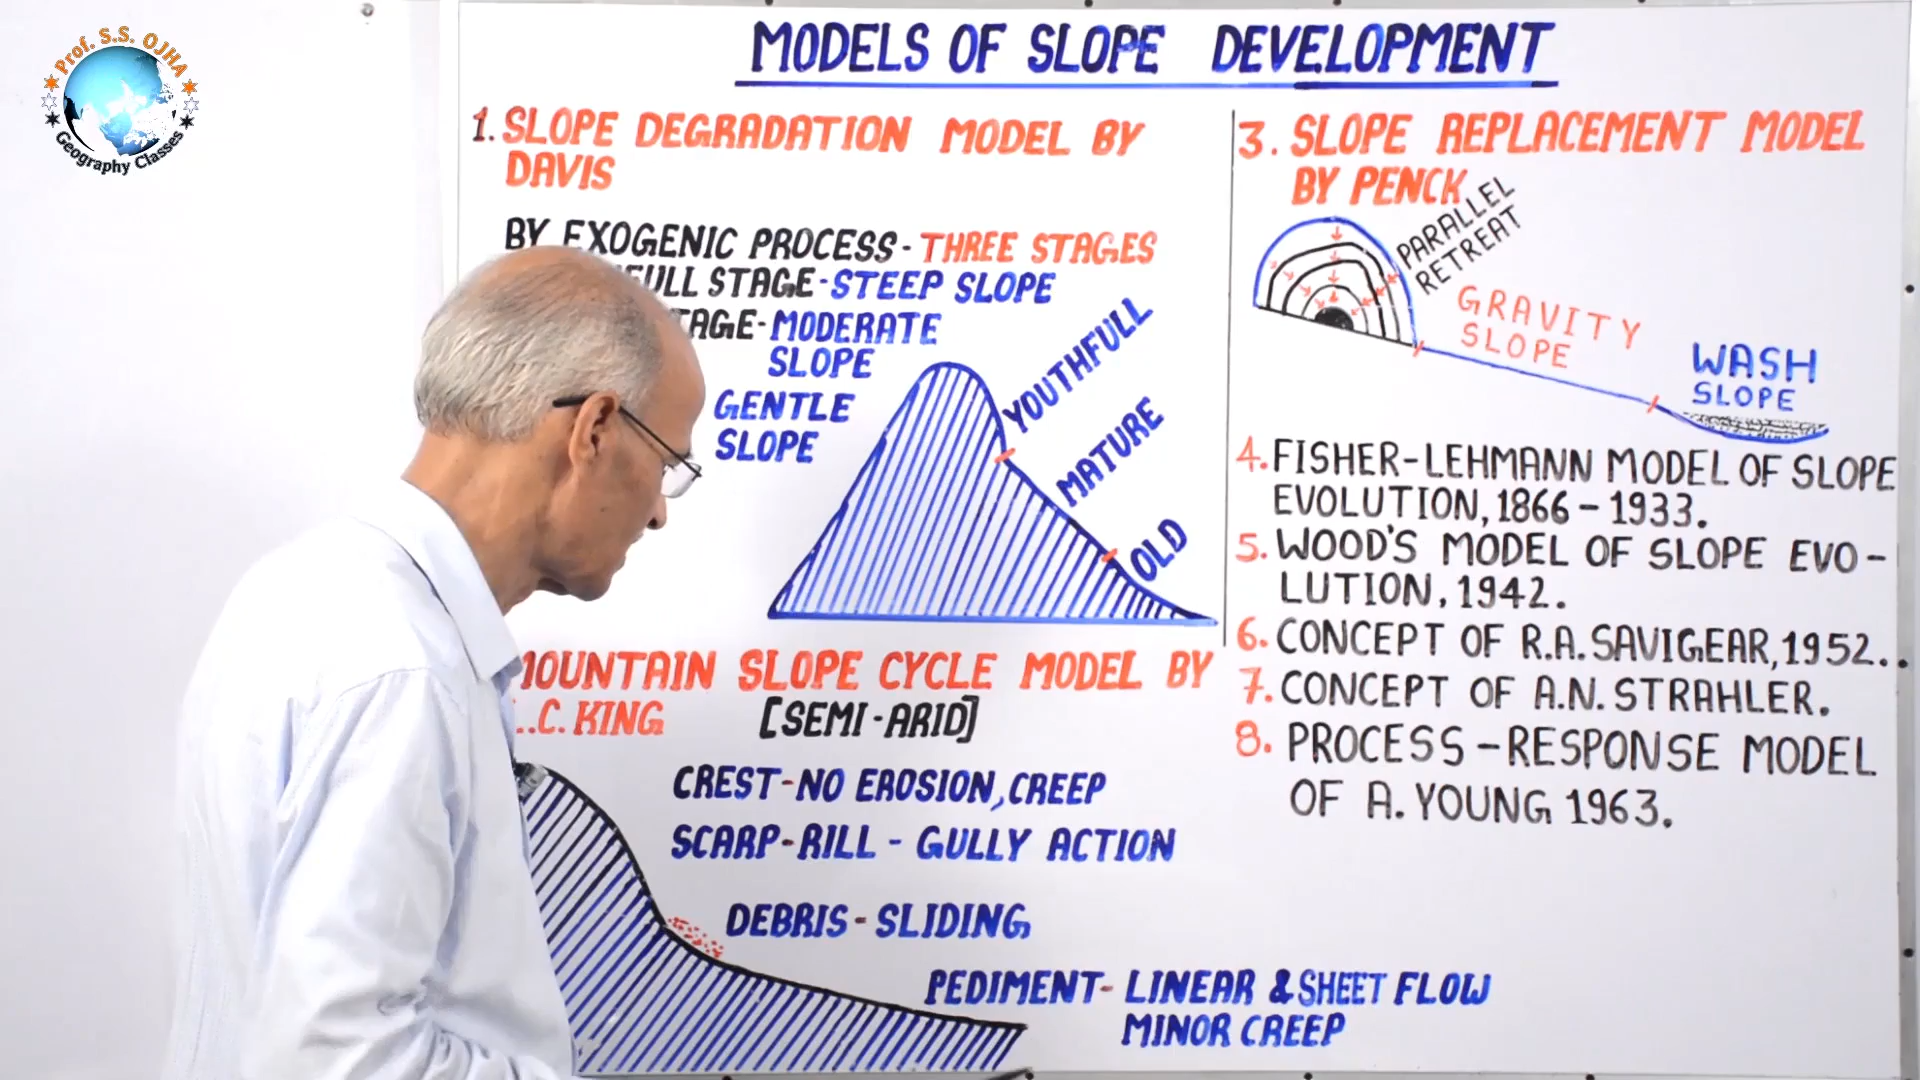 Prof. S.S. OJHA
Geography Classes
MODELS OF SLOPE DEVELOPMENT
1. SLOPE DEGRADATION MODEL BY
DAVIS
BY EXOGENIC PROCESS - THREE STAGES
STAGE - STEEP SLOPE
MODERATE
SLOPE
GENTLE
SLOPE
YOUTHFULL
MATURE
OLD
MOUNTAIN SLOPE CYCLE MODEL BY
.C. KING [SEMI-ARID]
CREST-NO EROSION, CREEP
SCARP-RILL - GULLY ACTION
DEBRIS - SLIDING
PEDIMENT- LINEAR & SHEET FLOW
MINOR CREEP
3. SLOPE REPLACEMENT MODEL
BY PENCK
PARALLEL
RETREAT
GRAVITY
SLOPE
WASH
SLOPE
4. FISHER-LEHMANN MODEL OF SLOPE
EVOLUTION, 1866 - 1933.
5. WOOD'S MODEL OF SLOPE EVO-
LUTION, 1942.
6. CONCEPT OF R.A. SAVIGEAR, 1952..
7. CONCEPT OF A.N. STRAHLER.
8. PROCESS - RESPONSE MODEL
OF A. YOUNG 1963.